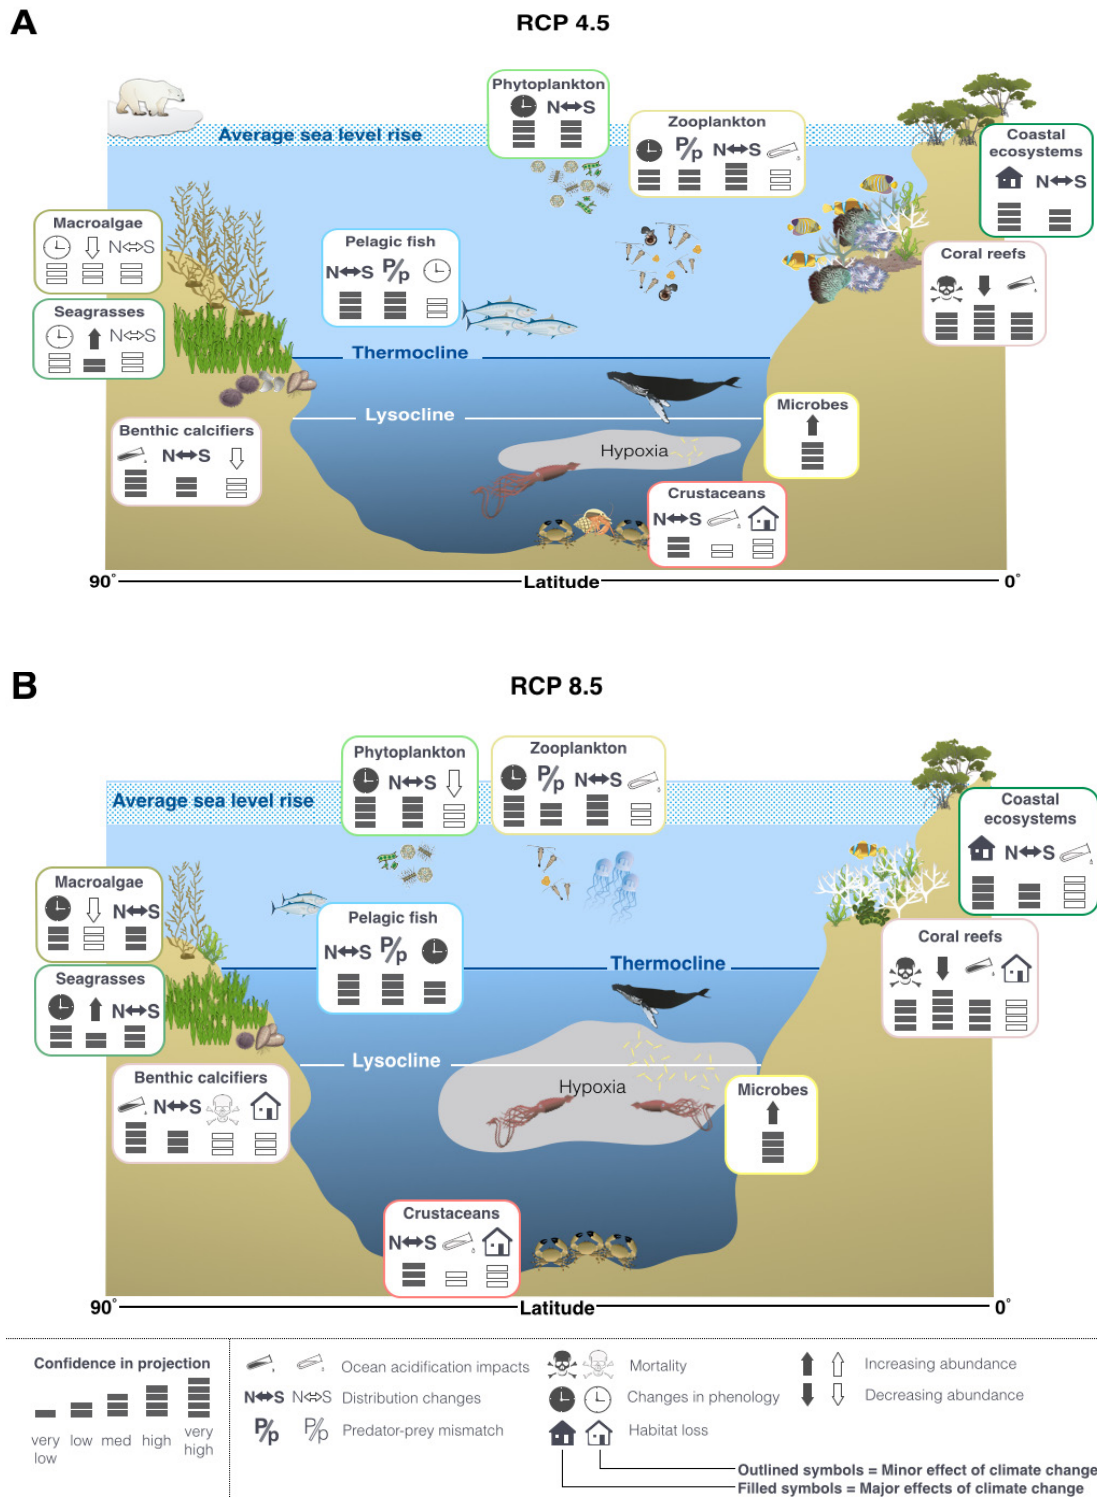 A
RCP 4.5
Average sea level rise
Phytoplankton
N⇔S
Zooplankton
P/p N⇔S
Coastal
ecosystems
N⇔S
Macroalgae
N⇔S
Pelagic fish
N⇔S P/p
Coral reefs
Seagrasses
N⇔S
Thermocline
Lysocline
Microbes
Benthic calcifiers
N⇔S
Hypoxia
Crustaceans
N⇔S
90°
Latitude
0°
B
RCP 8.5
Average sea level rise
Phytoplankton
N⇔S
Zooplankton
P/p N⇔S
Coastal
ecosystems
N⇔S
Macroalgae
N⇔S
Pelagic fish
N⇔S P/p
Coral reefs
Seagrasses
N⇔S
Thermocline
Lysocline
Benthic calcifiers
N⇔S
Hypoxia
Microbes
Crustaceans
N⇔S
90°
Latitude
0°
Confidence in projection
very
low
low
med
high
very
high
Ocean acidification impacts
N⇔S N⇔S Distribution changes
P/p P/p Predator-prey mismatch
Mortality
Changes in phenology
Habitat loss
Increasing abundance
Decreasing abundance
Outlined symbols = Minor effect of climate change
Filled symbols = Major effects of climate change